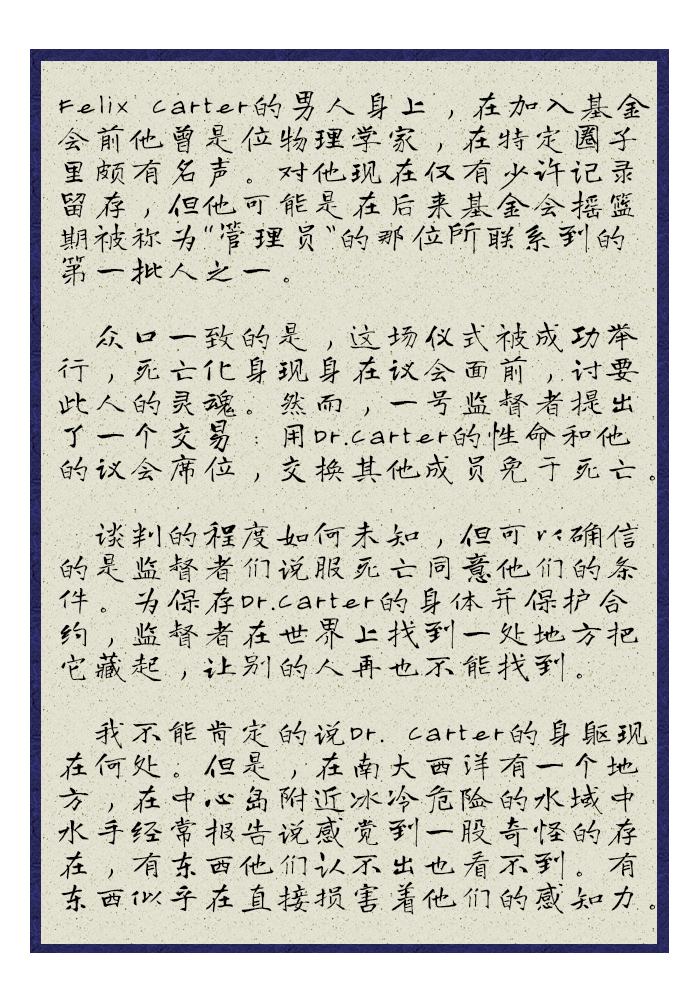 Felix Carter的男人身上，在加入基金
会前他曾是位物理学家，在特定圈子
里颇有名声。对他现在仅有少许记录
留存，但他可能是在后来基金会摇篮
期被称为“管理员”的那位所联系到的
第一批人之一。
众口一致的是，这场仪式被成功举
行，死亡化身现身在议会面前，讨要
此人的灵魂。然而，一号监督者提出
了一个交易：用Dr.Carter的性命和他
的议会席位，交换其他成员免于死亡。
谈判的程度如何未知，但可以确信
的是监督者们说服死亡同意他们的条
件。为保存Dr.Carter的身体并保护合
约，监督者在世界上找到一处地方把
它藏起，让别的人再也不能找到。
我不能肯定的说Dr. Carter的身躯现
在何处。但是，在南大西洋有一个地
方，在中心岛附近冰冷危险的水域中
水手经常报告说感觉到一股奇怪的存
在，有东西他们认不出也看不到。有
东西似乎在直接损害着他们的感知力。